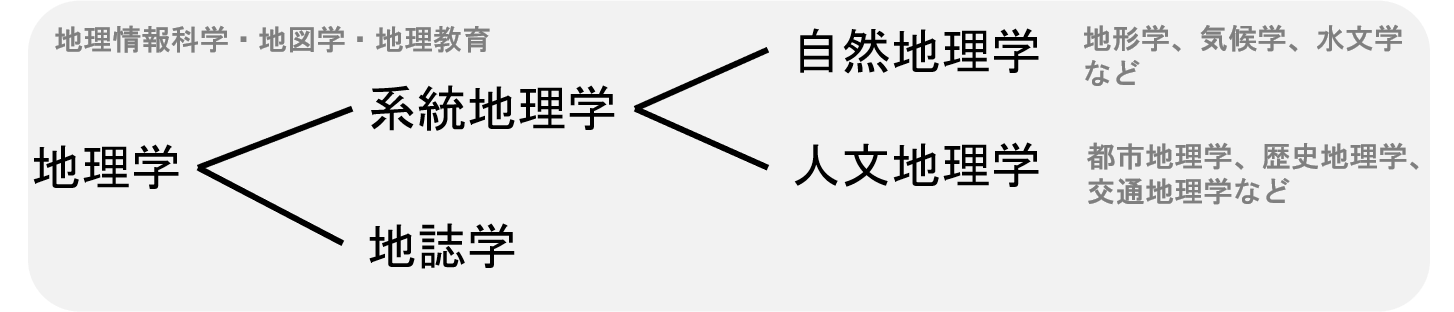 地理情報科学・地図学・地理教育
地理学
系統地理学
地誌学
自然地理学
地形学、気候学、水文学
など
人文地理学
都市地理学、歴史地理学、
交通地理学など